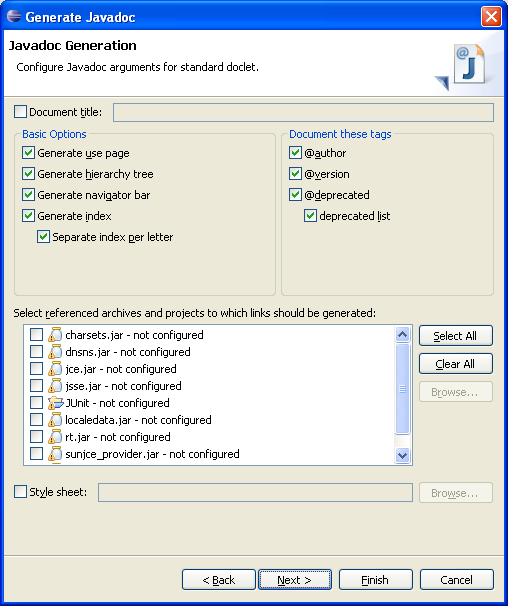 Generate Javadoc
Javadoc Generation
Configure Javadoc arguments for standard doclet.
@
J
Document title:
Basic Options
Document these tags
Generate use page
@author
Generate hierarchy tree
@version
Generate navigator bar
@deprecated
Generate index
deprecated list
Separate index per letter
Select referenced archives and projects to which links should be generated:
charsets.jar - not configured
Select All
dnsns.jar - not configured
jce.jar - not configured
Clear All
jsse.jar - not configured
Browse...
JUnit - not configured
localedata.jar - not configured
rt.jar - not configured
sunjce_provider.jar - not configured
Style sheet:
Browse...
< Back
Next >
Finish
Cancel